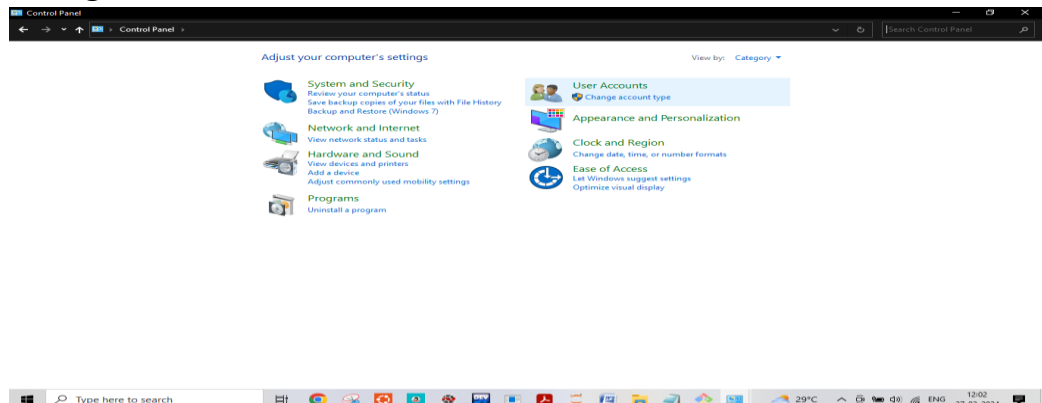 Control Panel
Control Panel
Search Control Panel
Adjust your computer's settings
View by: Category
System and Security
Review your computer's status
Save backup copies of your files with File History
Backup and Restore (Windows 7)
Network and Internet
View network status and tasks
Hardware and Sound
View devices and printers
Add a device
Adjust commonly used mobility settings
Programs
Uninstall a program
User Accounts
Change account type
Appearance and Personalization
Clock and Region
Change date, time, or number formats
Ease of Access
Let Windows suggest settings
Optimize visual display
Type here to search
29°C
ENG
12:02